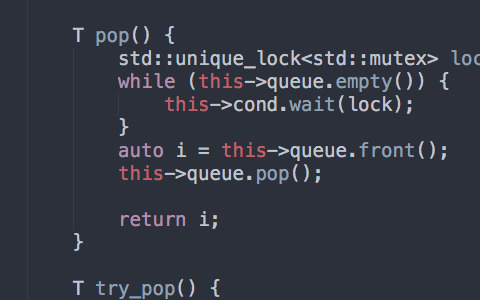 T pop() {
std::unique_lock<std::mutex>
while (this->queue.empty()) {
this->cond.wait(lock);
}
auto i = this->queue.front();
this->queue.pop();
return i;
}
T try_pop() {